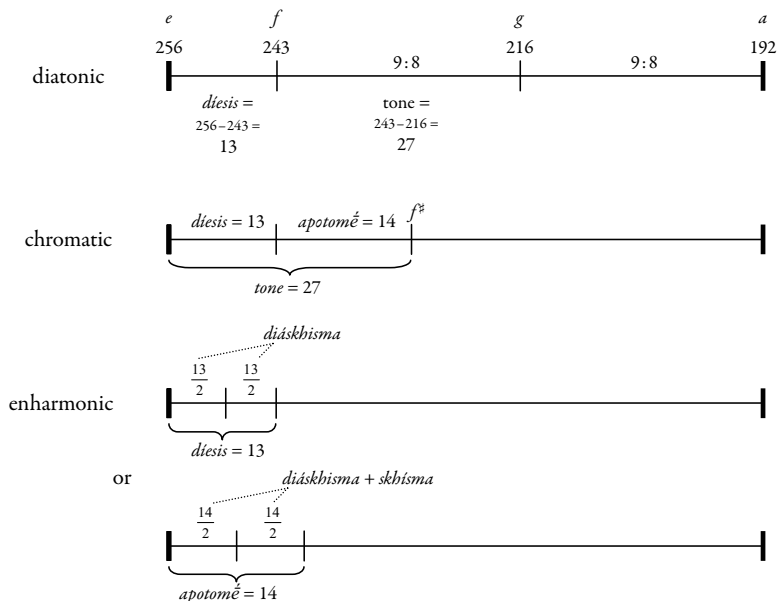 e f g a
256 243 216 192
9:8 9:8
diatonic
díesis = tone =
256–243 = 243–216 =
13 27
f♯
díesis = 13 apotomḗ = 14
chromatic
tone = 27
diáskhisma
13/2 13/2
enharmonic
díesis = 13
or
diáskhisma + skhísma
14/2 14/2
apotomḗ = 14